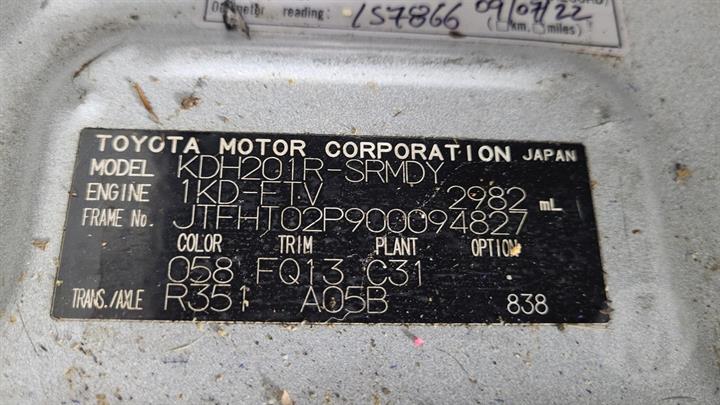 Odometer reading: 157866 09/07/22
(□km, □miles)
TOYOTA MOTOR CORPORATION JAPAN
MODEL KDH201R-SRMDY
ENGINE 1KD-FTV 2982 mL
FRAME No. JTFHT02P900094827
COLOR TRIM PLANT OPTION
058 FQ13 C31
TRANS./AXLE R351 A05B 838